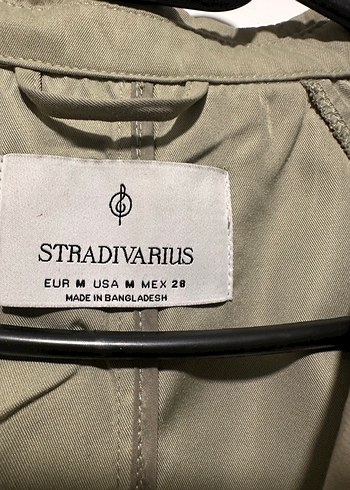 STRADIVARIUS
EUR M USA M MEX 28
MADE IN BANGLADESH